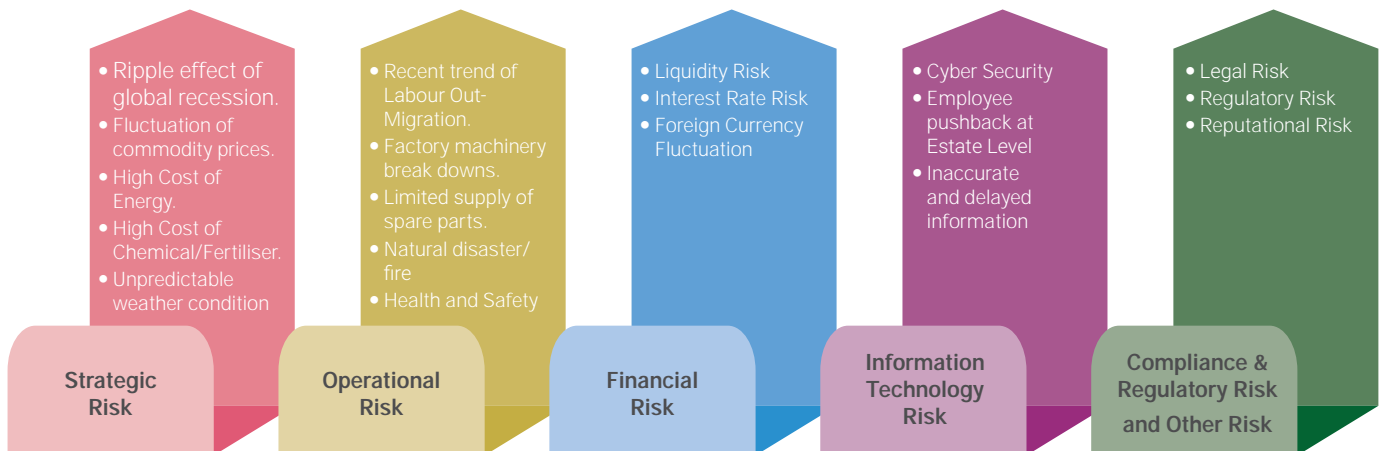 • Ripple effect of
global recession.
• Fluctuation of
commodity prices.
• High Cost of
Energy.
• High Cost of
Chemical/Fertiliser.
• Unpredictable
weather condition
Strategic
Risk
• Recent trend of
Labour Out-
Migration.
• Factory machinery
break downs.
• Limited supply of
spare parts.
• Natural disaster/
fire
• Health and Safety
Operational
Risk
• Liquidity Risk
• Interest Rate Risk
• Foreign Currency
Fluctuation
Financial
Risk
• Cyber Security
• Employee
pushback at
Estate Level
• Inaccurate
and delayed
information
Information
Technology
Risk
• Legal Risk
• Regulatory Risk
• Reputational Risk
Compliance &
Regulatory Risk
and Other Risk